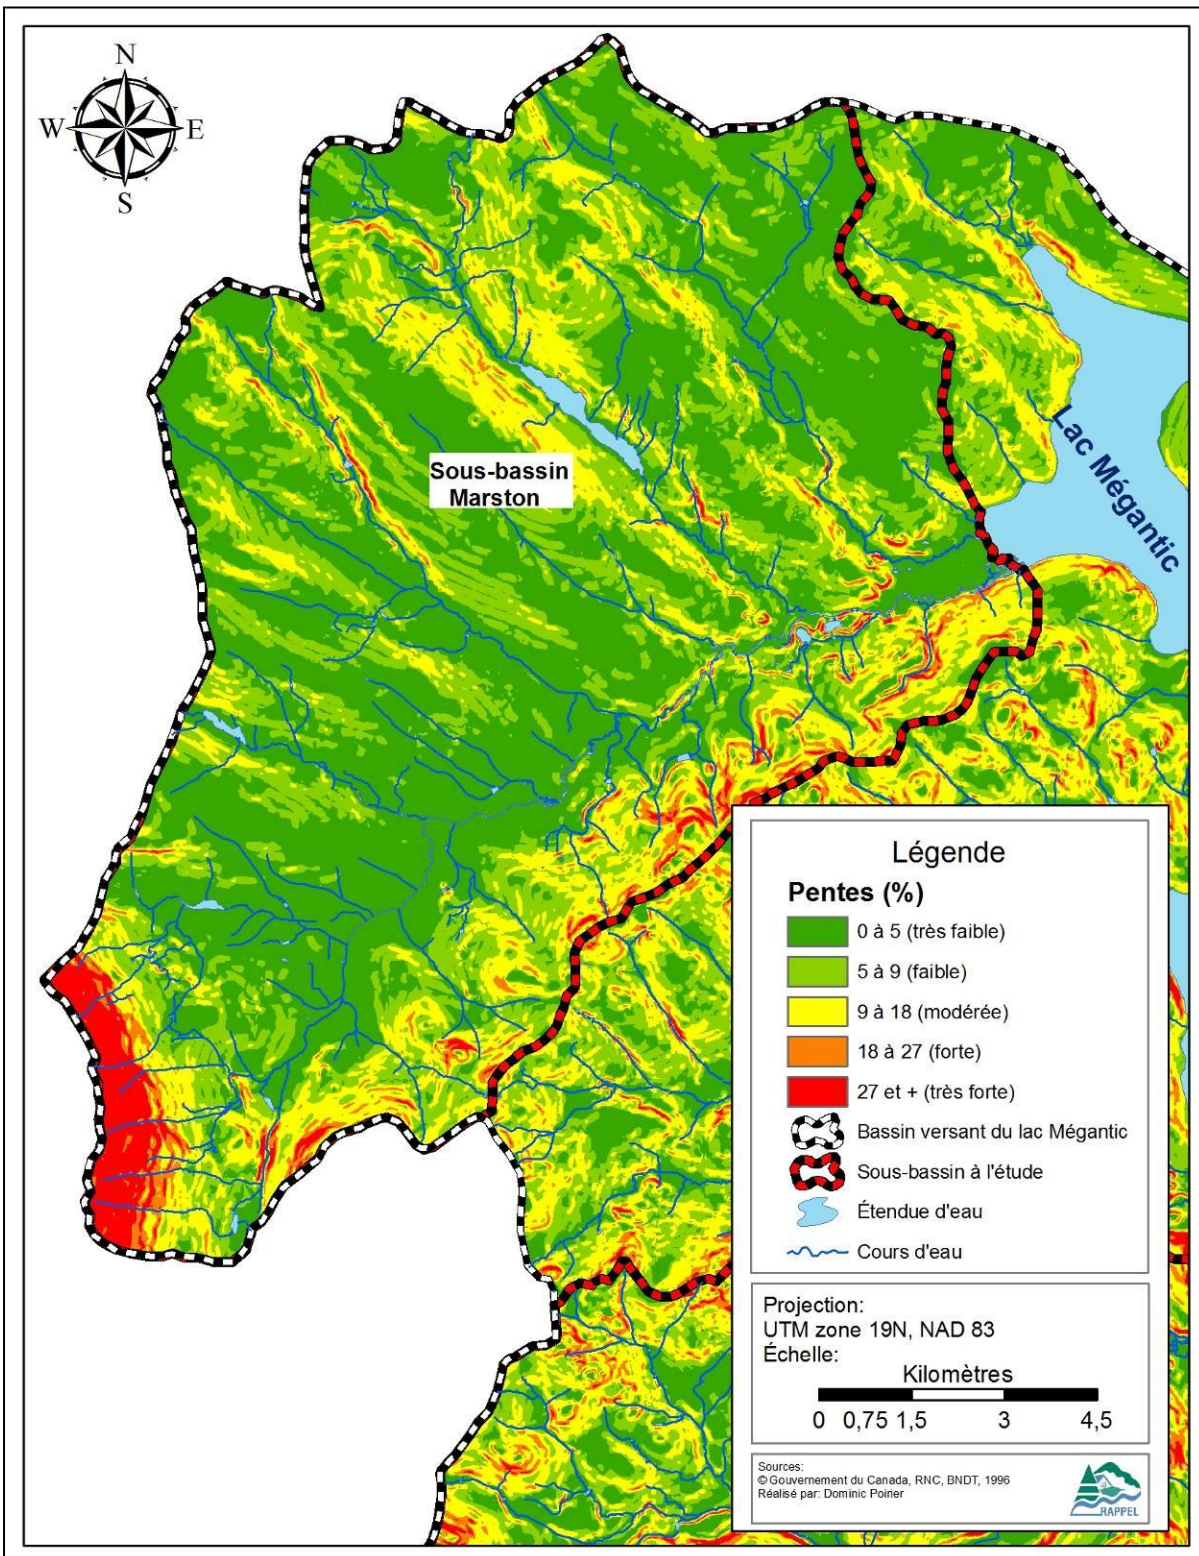 N
W E
S
Sous-bassin
Marston
Lac Mégantic
Légende
Pentes (%)
0 à 5 (très faible)
5 à 9 (faible)
9 à 18 (modérée)
18 à 27 (forte)
27 et + (très forte)
Bassin versant du lac Mégantic
Sous-bassin à l'étude
Étendue d'eau
Cours d'eau
Projection:
UTM zone 19N, NAD 83
Échelle:
Kilomètres
0 0,75 1,5 3 4,5
Sources:
© Gouvernement du Canada, RNC, BNDT, 1996
Réalisé par: Dominic Poirier
RAPPEL